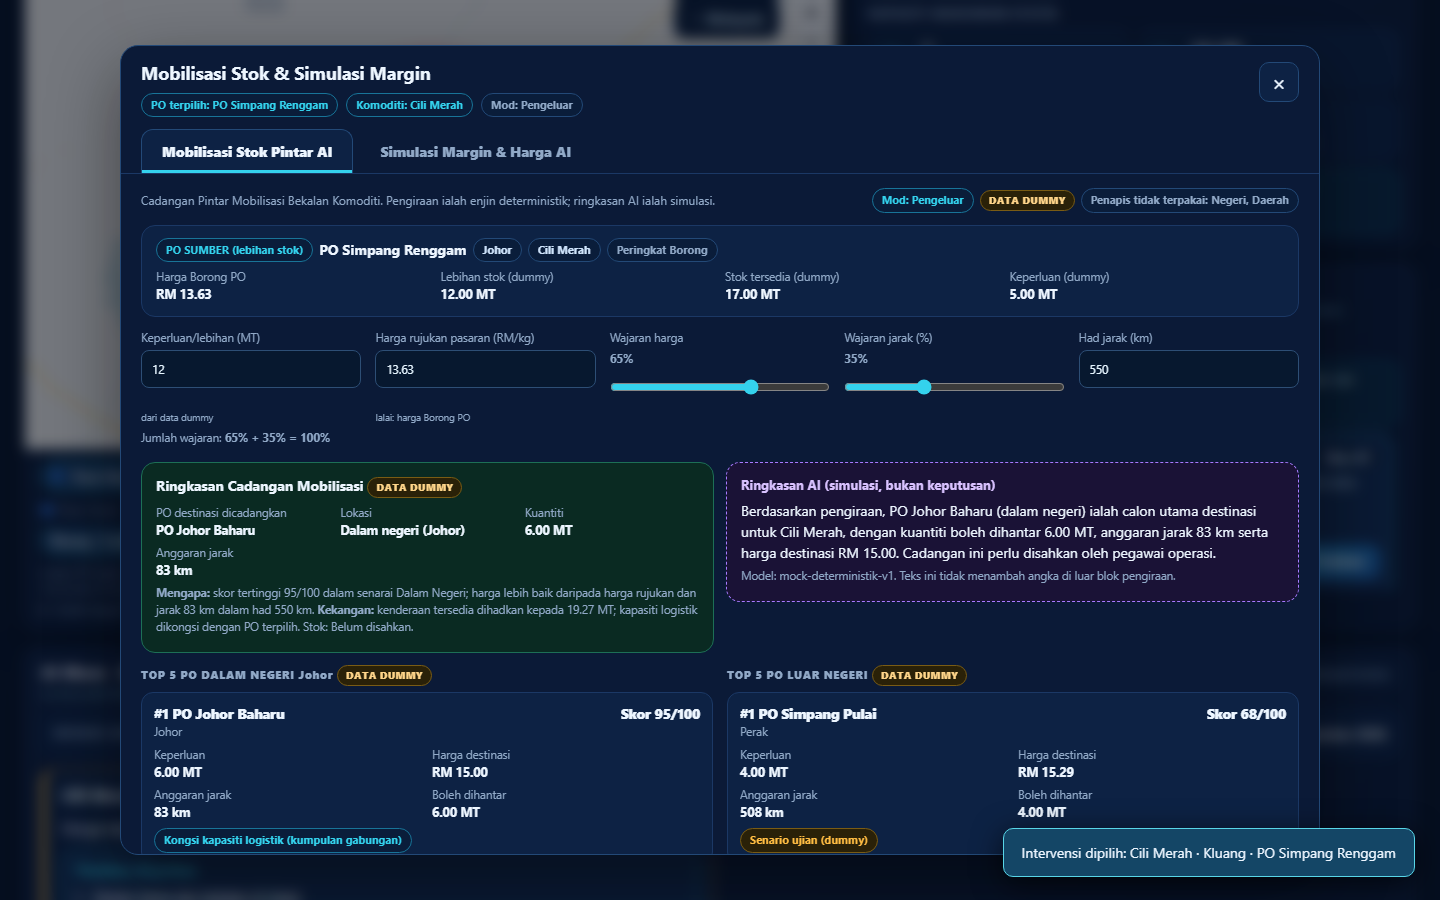 Mobilisasi Stok & Simulasi Margin
×
PO terpilih: PO Simpang Renggam
Komoditi: Cili Merah
Mod: Pengeluar
Mobilisasi Stok Pintar AI
Simulasi Margin & Harga AI
Cadangan Pintar Mobilisasi Bekalan Komoditi. Pengiraan ialah enjin deterministik; ringkasan AI ialah simulasi.
Mod: Pengeluar
DATA DUMMY
Penapis tidak terpakai: Negeri, Daerah
PO SUMBER (lebihan stok)
PO Simpang Renggam
Johor
Cili Merah
Peringkat Borong
Harga Borong PO
RM 13.63
Lebihan stok (dummy)
12.00 MT
Stok tersedia (dummy)
17.00 MT
Keperluan (dummy)
5.00 MT
Keperluan/lebihan (MT)
12
dari data dummy
Harga rujukan pasaran (RM/kg)
13.63
lalai: harga Borong PO
Wajaran harga
65%
Wajaran jarak (%)
35%
Had jarak (km)
550
Jumlah wajaran: 65% + 35% = 100%
Ringkasan Cadangan Mobilisasi
DATA DUMMY
PO destinasi dicadangkan
PO Johor Baharu
Lokasi
Dalam negeri (Johor)
Kuantiti
6.00 MT
Anggaran jarak
83 km
Mengapa: skor tertinggi 95/100 dalam senarai Dalam Negeri; harga lebih baik daripada harga rujukan dan
jarak 83 km dalam had 550 km. Kekangan: kenderaan tersedia dihadkan kepada 19.27 MT; kapasiti logistik
dikongsi dengan PO terpilih. Stok: Belum disahkan.
Ringkasan AI (simulasi, bukan keputusan)
Berdasarkan pengiraan, PO Johor Baharu (dalam negeri) ialah calon utama destinasi
untuk Cili Merah, dengan kuantiti boleh dihantar 6.00 MT, anggaran jarak 83 km serta
harga destinasi RM 15.00. Cadangan ini perlu disahkan oleh pegawai operasi.
Model: mock-deterministik-v1. Teks ini tidak menambah angka di luar blok pengiraan.
TOP 5 PO DALAM NEGERI Johor
DATA DUMMY
#1 PO Johor Baharu
Skor 95/100
Johor
Keperluan
6.00 MT
Harga destinasi
RM 15.00
Anggaran jarak
83 km
Boleh dihantar
6.00 MT
Kongsi kapasiti logistik (kumpulan gabungan)
TOP 5 PO LUAR NEGERI
DATA DUMMY
#1 PO Simpang Pulai
Skor 68/100
Perak
Keperluan
4.00 MT
Harga destinasi
RM 15.29
Anggaran jarak
508 km
Boleh dihantar
4.00 MT
Senario ujian (dummy)
Intervensi dipilih: Cili Merah · Kluang · PO Simpang Renggam